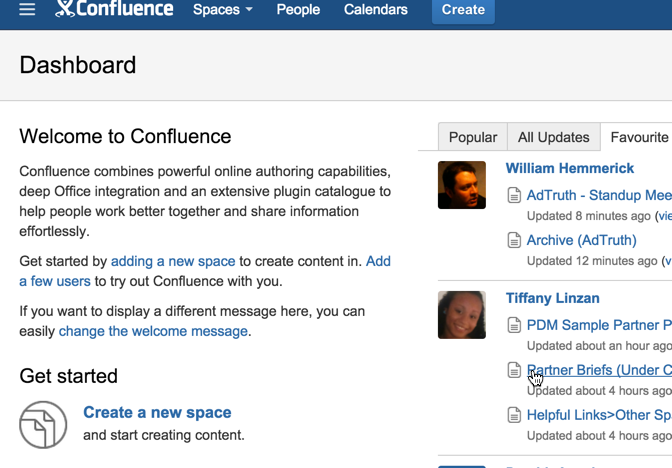 Confluence Spaces People Calendars Create
Dashboard
Welcome to Confluence
Confluence combines powerful online authoring capabilities,
deep Office integration and an extensive plugin catalogue to
help people work better together and share information
effortlessly.
Get started by adding a new space to create content in. Add
a few users to try out Confluence with you.
If you want to display a different message here, you can
easily change the welcome message.
Get started
Create a new space
and start creating content.
Popular All Updates Favourite
William Hemmerick
AdTruth - Standup Mee
Updated 8 minutes ago (vie
Archive (AdTruth)
Updated 12 minutes ago (v
Tiffany Linzan
PDM Sample Partner P
Updated about an hour ago
Partner Briefs (Under C
Updated about 4 hours ago
Helpful Links>Other Sp
Updated about 4 hours ago